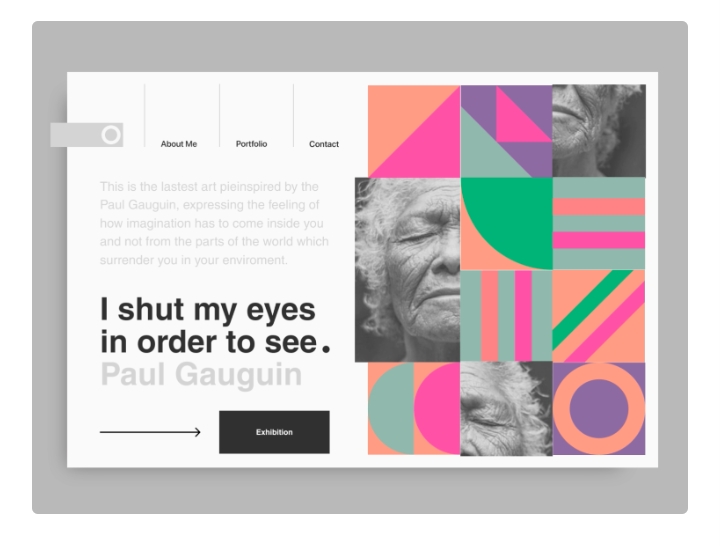 About Me
Portfolio
Contact
This is the lastest art pieinspired by the
Paul Gauguin, expressing the feeling of
how imagination has to come inside you
and not from the parts of the world which
surrender you in your enviroment.
I shut my eyes
in order to see.
Paul Gauguin
Exhibition